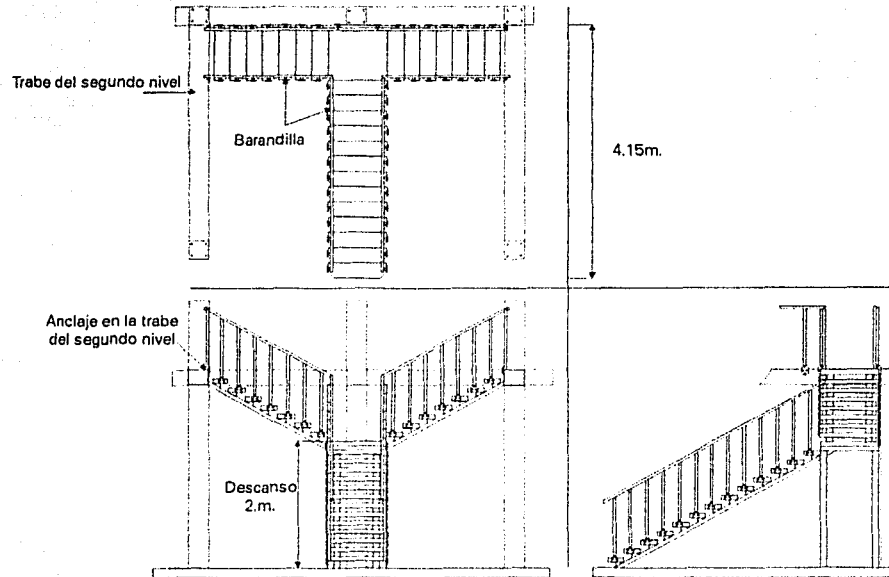 Trabe del segundo nivel
Barandilla
4.15m.
Anclaje en la trabe
del segundo nivel
Descanso
2.m.